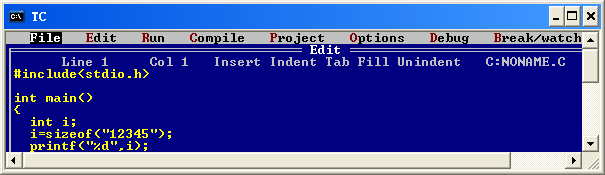 TC
File Edit Run Compile Project Options Debug Break/watch
Edit
Line 1 Col 1 Insert Indent Tab Fill Unindent C:NONAME.C
#include<stdio.h>
int main()
{
int i;
i=sizeof("12345");
printf("%d",i);